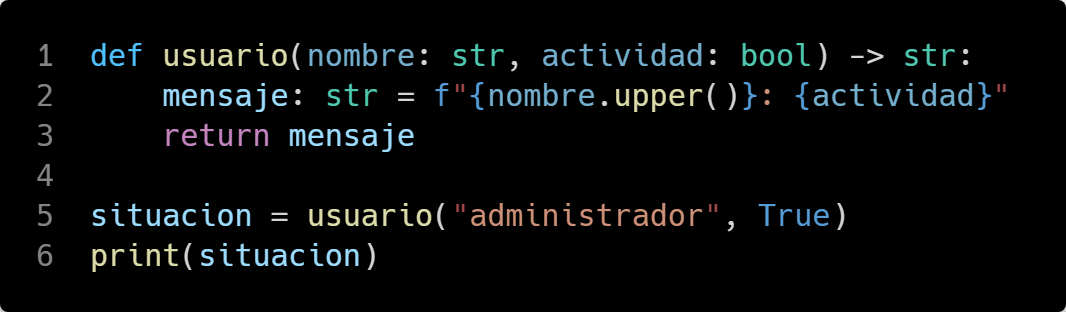 1 def usuario(nombre: str, actividad: bool) -> str:
2     mensaje: str = f"{nombre.upper()}: {actividad}"
3     return mensaje
4
5 situacion = usuario("administrador", True)
6 print(situacion)